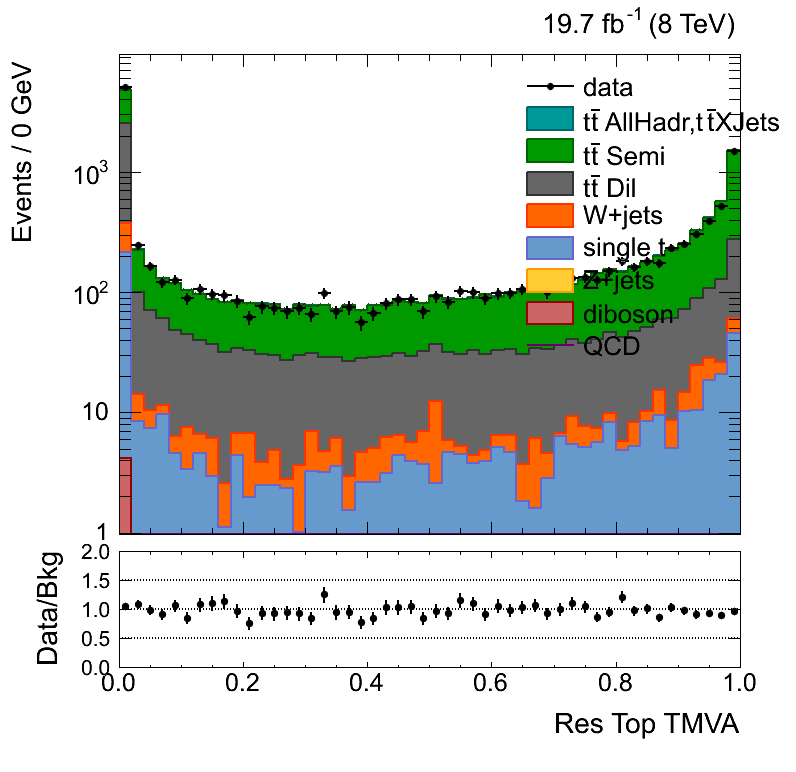 19.7 fb⁻¹ (8 TeV)
Events / 0 GeV
10³
10²
10
1
data
tt̄ AllHadr,tt̄XJets
tt̄ Semi
tt̄ Dil
W+jets
single t
Z+jets
diboson
QCD
Data/Bkg
2.0
1.5
1.0
0.5
0.0
0.0 0.2 0.4 0.6 0.8 1.0
Res Top TMVA